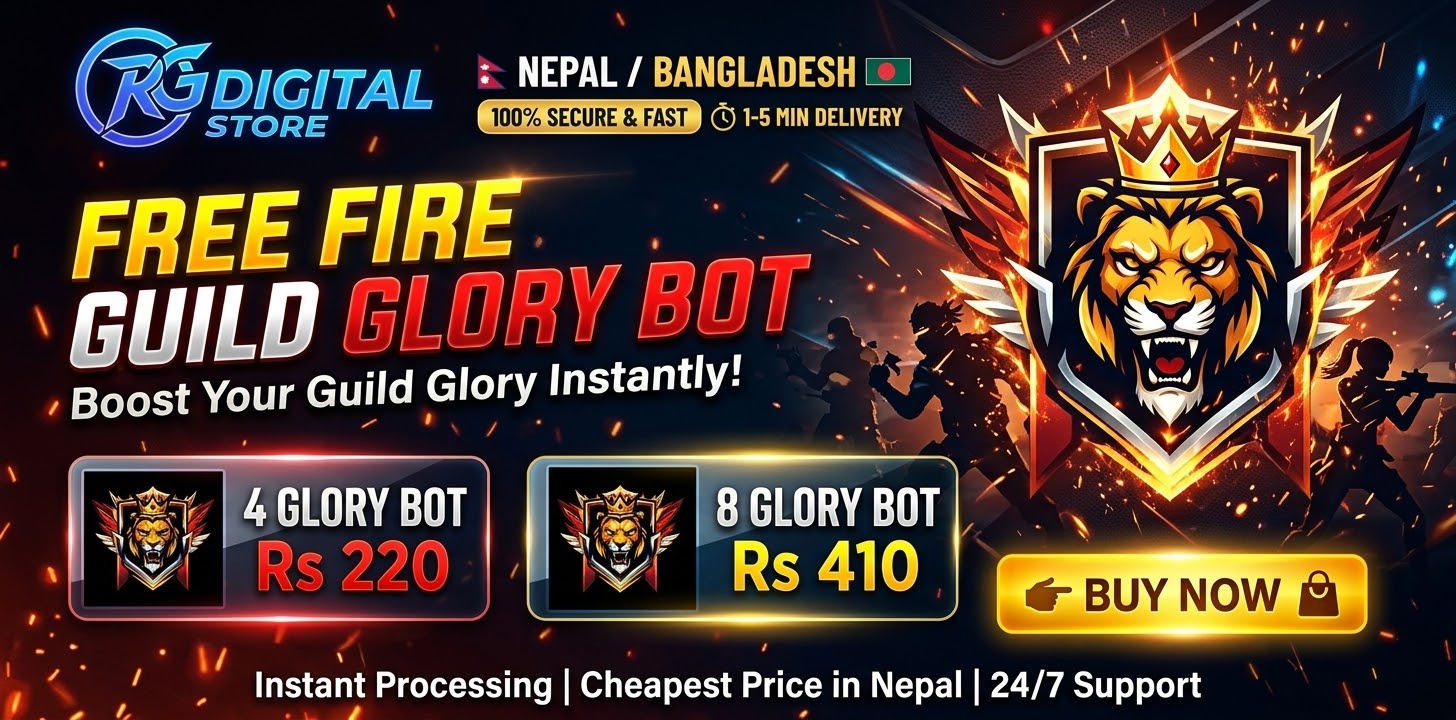 RG DIGITAL
STORE
NEPAL / BANGLADESH
100% SECURE & FAST 1-5 MIN DELIVERY
FREE FIRE
GUILD GLORY BOT
Boost Your Guild Glory Instantly!
4 GLORY BOT
Rs 220
8 GLORY BOT
Rs 410
BUY NOW
Instant Processing | Cheapest Price in Nepal | 24/7 Support